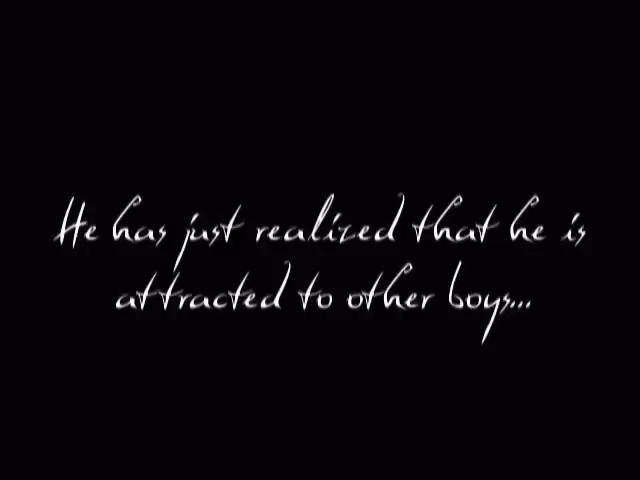 He has just realized that he is
attracted to other boys...